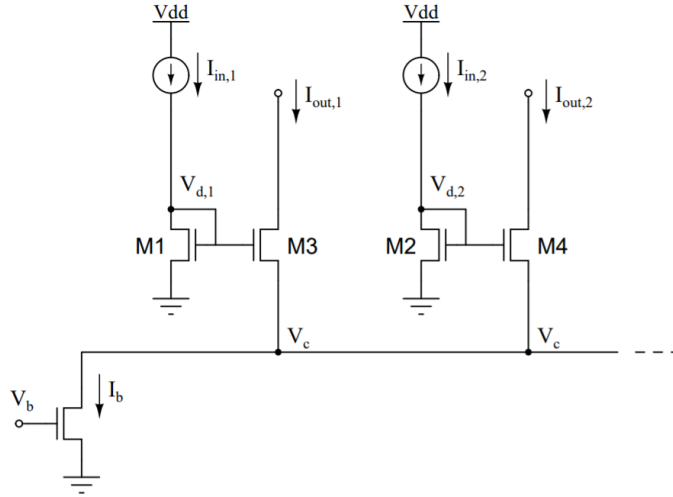 Vdd
Vdd
I_in,1
I_in,2
I_out,1
I_out,2
V_d,1
V_d,2
M1
M3
M2
M4
V_c
V_c
V_b
I_b